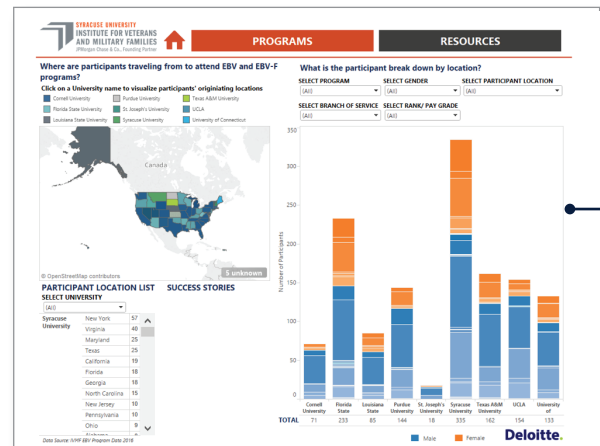 SYRACUSE UNIVERSITY
INSTITUTE FOR VETERANS
AND MILITARY FAMILIES
JPMorgan Chase & Co., Founding Partner
PROGRAMS
RESOURCES
Where are participants traveling from to attend EBV and EBV-F
programs?
Click on a University name to visualize participants' originiating locations
Cornell University
Purdue University
Texas A&M University
Florida State University
St. Joseph's University
UCLA
Louisiana State University
Syracuse University
University of Connecticut
Canada
© OpenStreetMap contributors
5 unknown
PARTICIPANT LOCATION LIST
SUCCESS STORIES
SELECT UNIVERSITY
(All)
Syracuse University
New York 57
Virginia 40
Maryland 25
Texas 25
California 19
Florida 18
Georgia 18
North Carolina 15
New Jersey 10
Pennsylvania 10
Ohio 9
Data Source: IVMF EBV Program Data 2018
What is the participant break down by location?
SELECT PROGRAM
SELECT GENDER
SELECT PARTICIPANT LOCATION
(All)
(All)
(All)
SELECT BRANCH OF SERVICE
SELECT RANK/ PAY GRADE
(All)
(All)
Number of Participants
350
300
250
200
150
100
50
0
Cornell University
Florida State
Louisiana State
Purdue University
St. Joseph's University
Syracuse University
Texas A&M University
UCLA
University of
TOTAL 71 233 85 144 18 335 162 154 133
Male
Female
Deloitte.